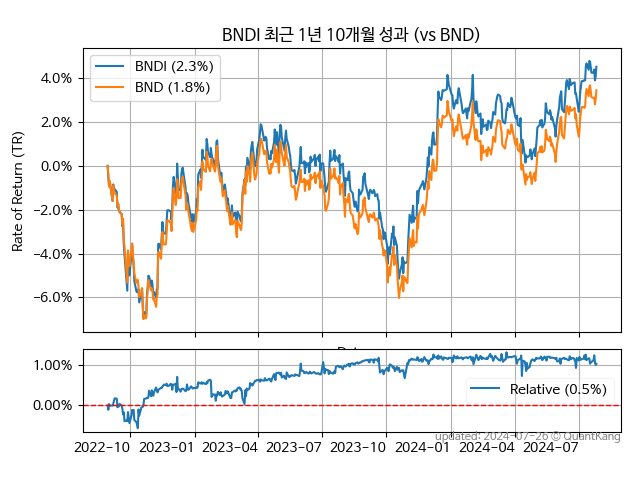 BNDI 최근 1년 10개월 성과 (vs BND)
BNDI (2.3%)
BND (1.8%)
Rate of Return (TR)
4.0%
2.0%
0.0%
−2.0%
−4.0%
−6.0%
1.00%
0.00%
Relative (0.5%)
2022−10
2023−01
2023−04
2023−07
2023−10
2024−01
2024−04
2024−07
updated: 2024-07-26 © QuantKang